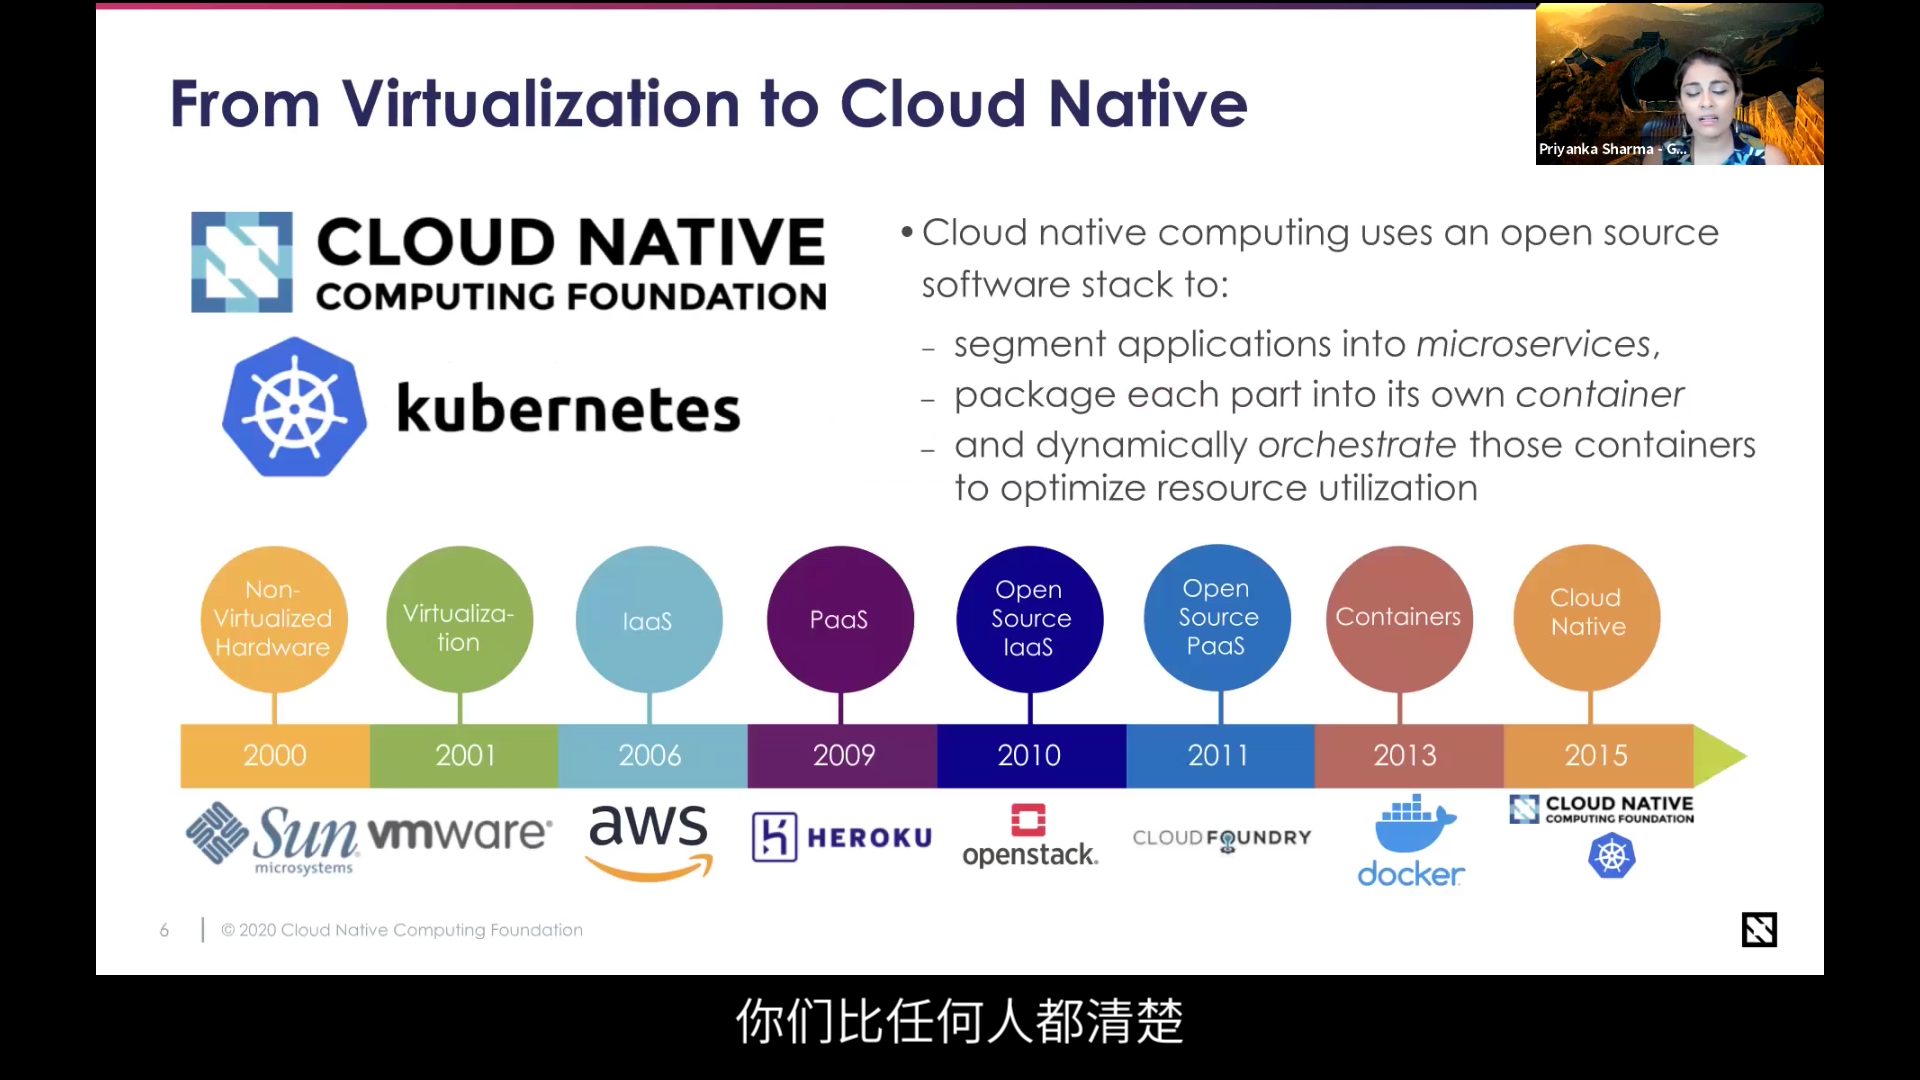 From Virtualization to Cloud Native
Priyanka Sharma - G...
CLOUD NATIVE
COMPUTING FOUNDATION
kubernetes
• Cloud native computing uses an open source
software stack to:
– segment applications into microservices,
– package each part into its own container
– and dynamically orchestrate those containers
to optimize resource utilization
Non-
Virtualized
Hardware
Virtualiza-
tion
IaaS
PaaS
Open
Source
IaaS
Open
Source
PaaS
Containers
Cloud
Native
2000
2001
2006
2009
2010
2011
2013
2015
Sun
microsystems
vmware®
aws
HEROKU
openstack.
CLOUD FOUNDRY
docker
CLOUD NATIVE
COMPUTING FOUNDATION
6
© 2020 Cloud Native Computing Foundation
你们比任何人都清楚